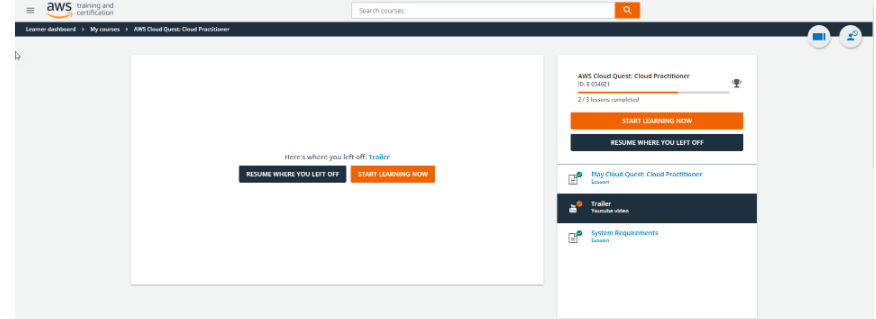 aws training and certification
Search courses
Learner dashboard > My courses > AWS Cloud Quest: Cloud Practitioner
AWS Cloud Quest: Cloud Practitioner
ID: E-034621
2 / 3 lessons completed
START LEARNING NOW
RESUME WHERE YOU LEFT OFF
Here's where you left off: Trailer
RESUME WHERE YOU LEFT OFF START LEARNING NOW
Play Cloud Quest: Cloud Practitioner
Lesson
Trailer
Youtube video
System Requirements
Lesson